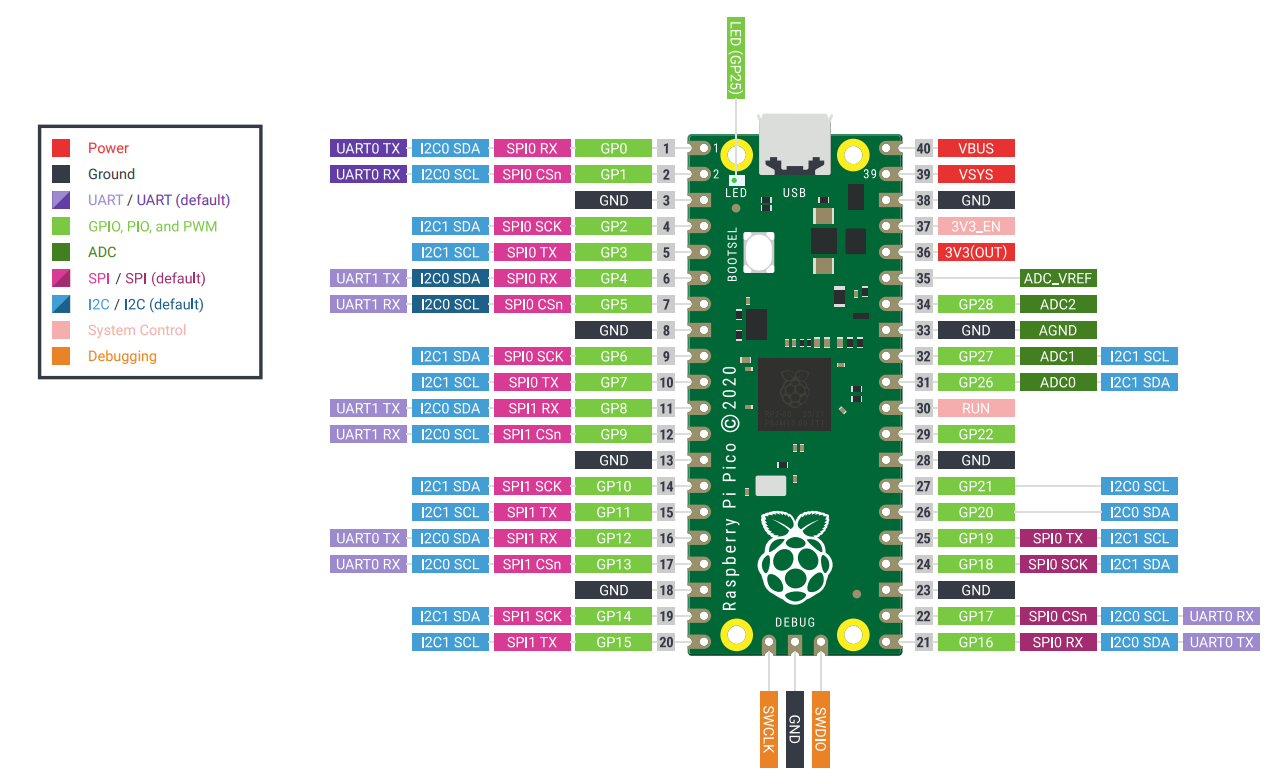 LED (GP25)
Power
Ground
UART / UART (default)
GPIO, PIO, and PWM
ADC
SPI / SPI (default)
I2C / I2C (default)
System Control
Debugging
UART0 TX I2C0 SDA SPI0 RX GP0 1 1 40 VBUS
UART0 RX I2C0 SCL SPI0 CSn GP1 2 2 39 39 VSYS
LED USB
GND 3 38 GND
I2C1 SDA SPI0 SCK GP2 4 37 3V3_EN
I2C1 SCL SPI0 TX GP3 5 36 3V3(OUT)
BOOTSEL
UART1 TX I2C0 SDA SPI0 RX GP4 6 35 ADC_VREF
UART1 RX I2C0 SCL SPI0 CSn GP5 7 34 GP28 ADC2
GND 8 33 GND AGND
I2C1 SDA SPI0 SCK GP6 9 32 GP27 ADC1 I2C1 SCL
I2C1 SCL SPI0 TX GP7 10 31 GP26 ADC0 I2C1 SDA
UART1 TX I2C0 SDA SPI1 RX GP8 11 30 RUN
UART1 RX I2C0 SCL SPI1 CSn GP9 12 29 GP22
GND 13 28 GND
I2C1 SDA SPI1 SCK GP10 14 27 GP21 I2C0 SCL
I2C1 SCL SPI1 TX GP11 15 26 GP20 I2C0 SDA
UART0 TX I2C0 SDA SPI1 RX GP12 16 25 GP19 SPI0 TX I2C1 SCL
UART0 RX I2C0 SCL SPI1 CSn GP13 17 24 GP18 SPI0 SCK I2C1 SDA
GND 18 23 GND
I2C1 SDA SPI1 SCK GP14 19 22 GP17 SPI0 CSn I2C0 SCL UART0 RX
I2C1 SCL SPI1 TX GP15 20 21 GP16 SPI0 RX I2C0 SDA UART0 TX
Raspberry Pi Pico © 2020
DEBUG
SWCLK
GND
SWDIO